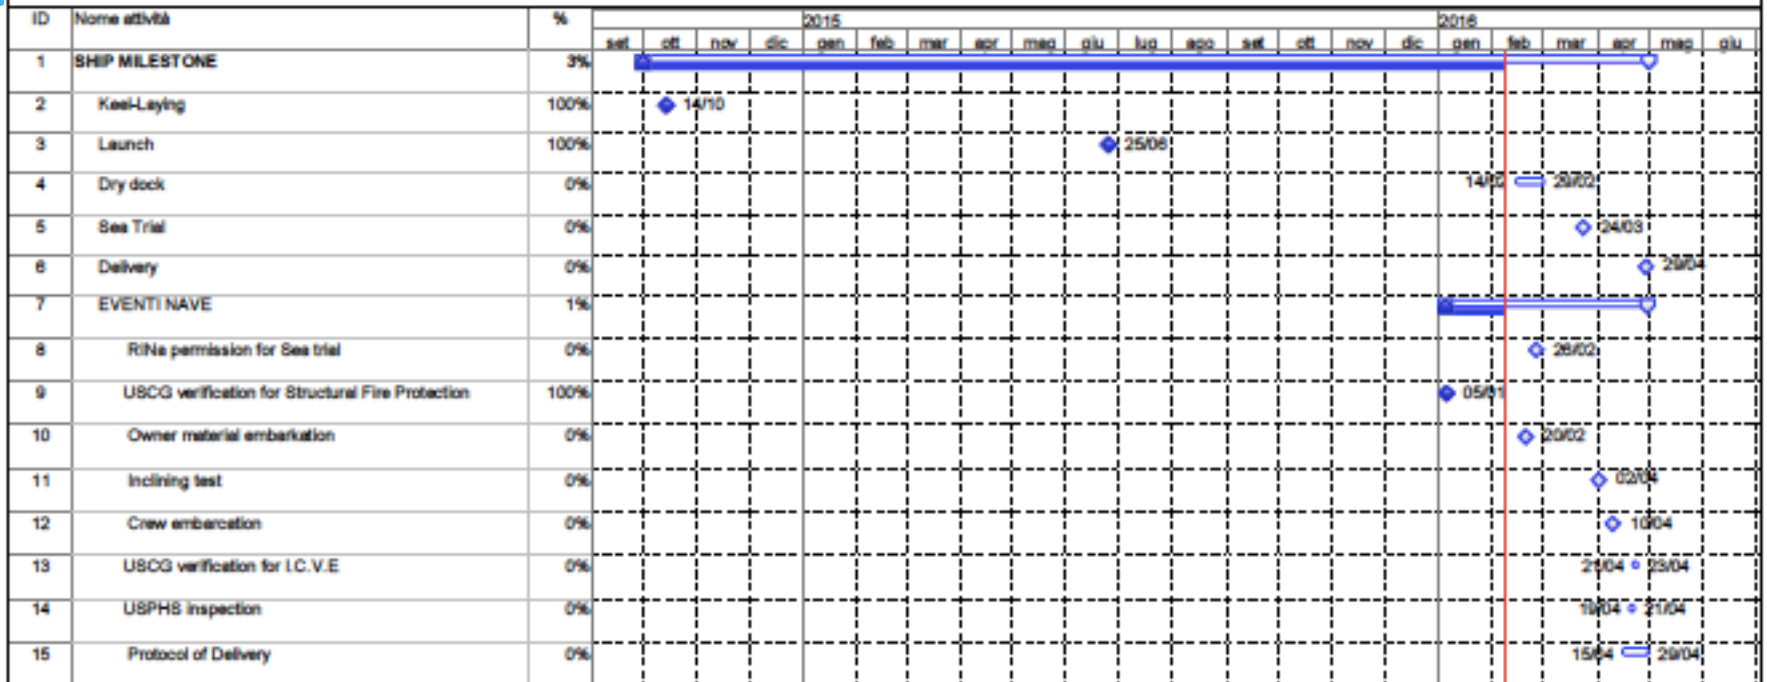 ID Nome attività % 2015 2016
set ott nov dic gen feb mar apr mag giu lug ago set ott nov dic gen feb mar apr mag giu
1 SHIP MILESTONE 3%
2 Keel-Laying 100% 14/10
3 Launch 100% 25/06
4 Dry dock 0% 14/02 29/02
5 Sea Trial 0% 24/03
6 Delivery 0% 29/04
7 EVENTI NAVE 1%
8 RINa permission for Sea trial 0% 26/02
9 USCG verification for Structural Fire Protection 100% 05/01
10 Owner material embarkation 0% 20/02
11 Inclining test 0% 02/04
12 Crew embarcation 0% 10/04
13 USCG verification for I.C.V.E 0% 21/04 23/04
14 USPHS inspection 0% 19/04 21/04
15 Protocol of Delivery 0% 15/04 29/04